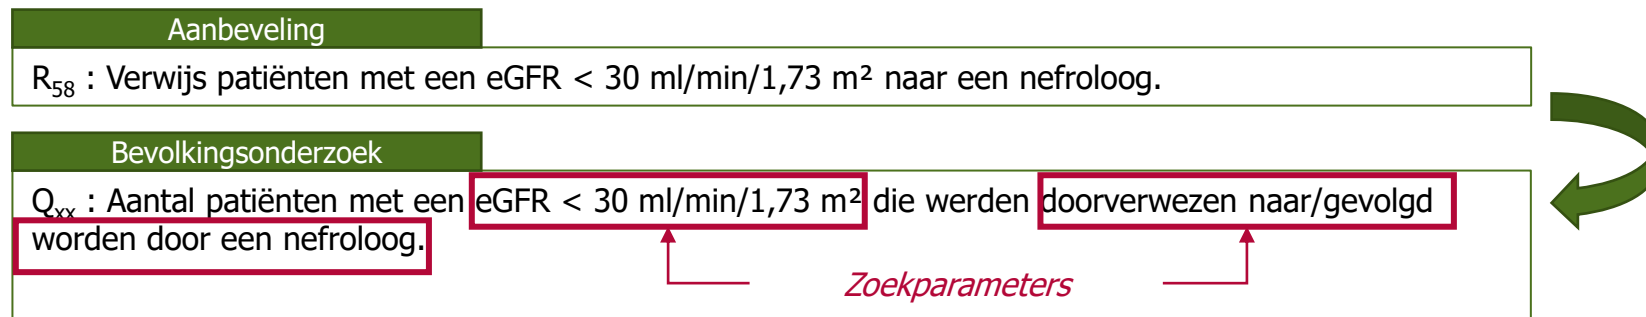 Aanbeveling
R₅₈ : Verwijs patiënten met een eGFR < 30 ml/min/1,73 m² naar een nefroloog.
Bevolkingsonderzoek
Qₓₓ : Aantal patiënten met een eGFR < 30 ml/min/1,73 m² die werden doorverwezen naar/gevolgd
worden door een nefroloog.
Zoekparameters